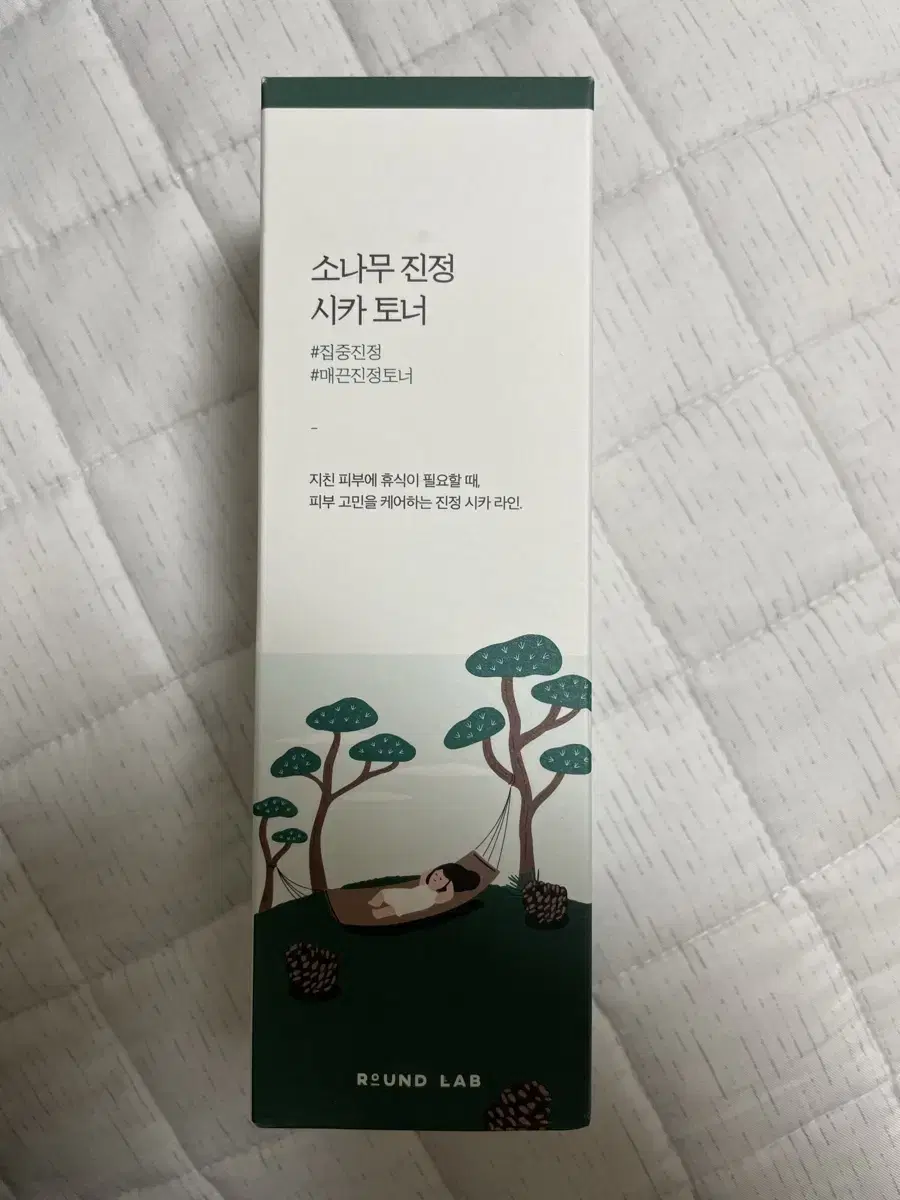 소나무 진정
시카 토너
#집중진정
#매끈진정토너
-
지친 피부에 휴식이 필요할 때,
피부 고민을 케어하는 진정 시카 라인.
ROUND LAB